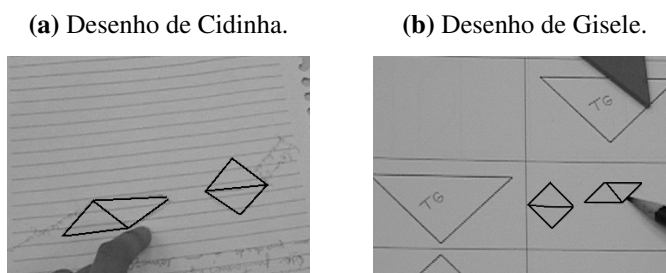 (a) Desenho de Cidinha.
(b) Desenho de Gisele.
TG
TG